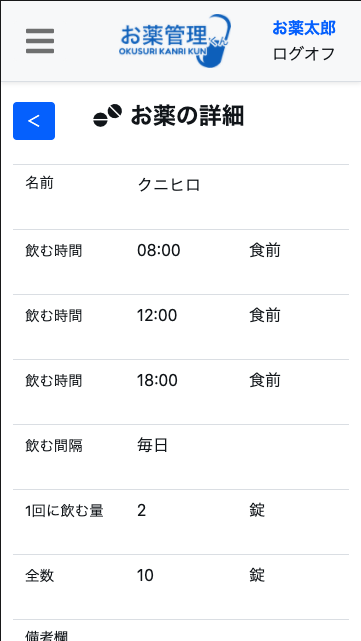 お薬管理くん
OKUSURI KANRI KUN
お薬太郎
ログオフ
<
お薬の詳細
名前 クニヒロ
飲む時間 08:00 食前
飲む時間 12:00 食前
飲む時間 18:00 食前
飲む間隔 毎日
1回に飲む量 2 錠
全数 10 錠
備考欄